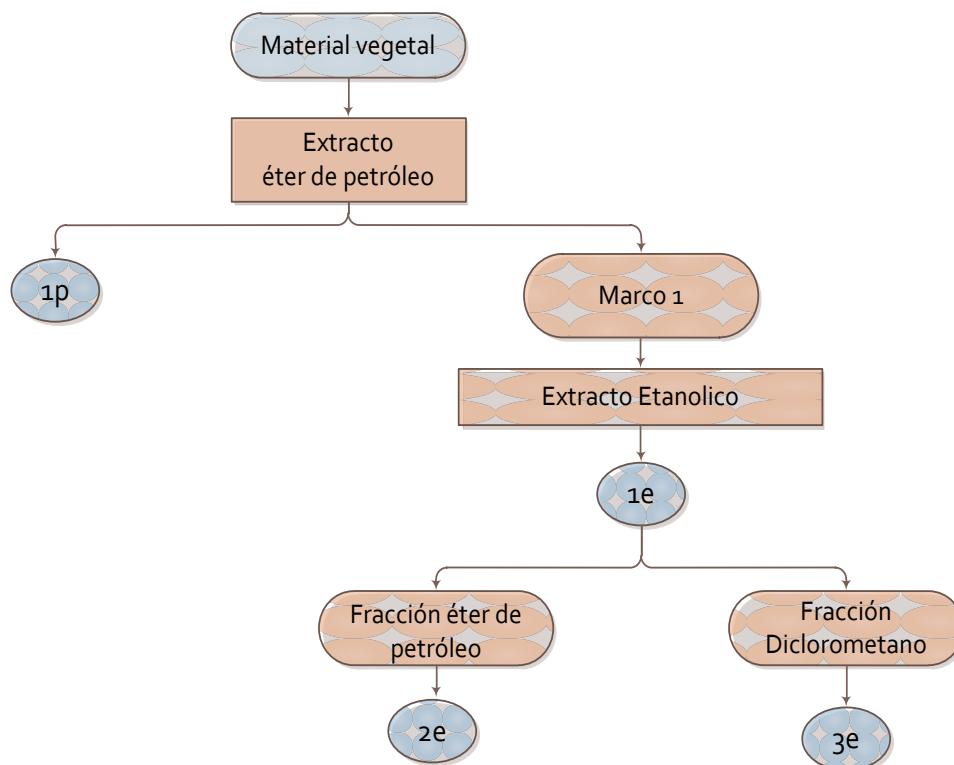 Material vegetal
Extracto
éter de petróleo
1p
Marco 1
Extracto Etanolico
1e
Fracción éter de
petróleo
Fracción
Diclorometano
2e
3e